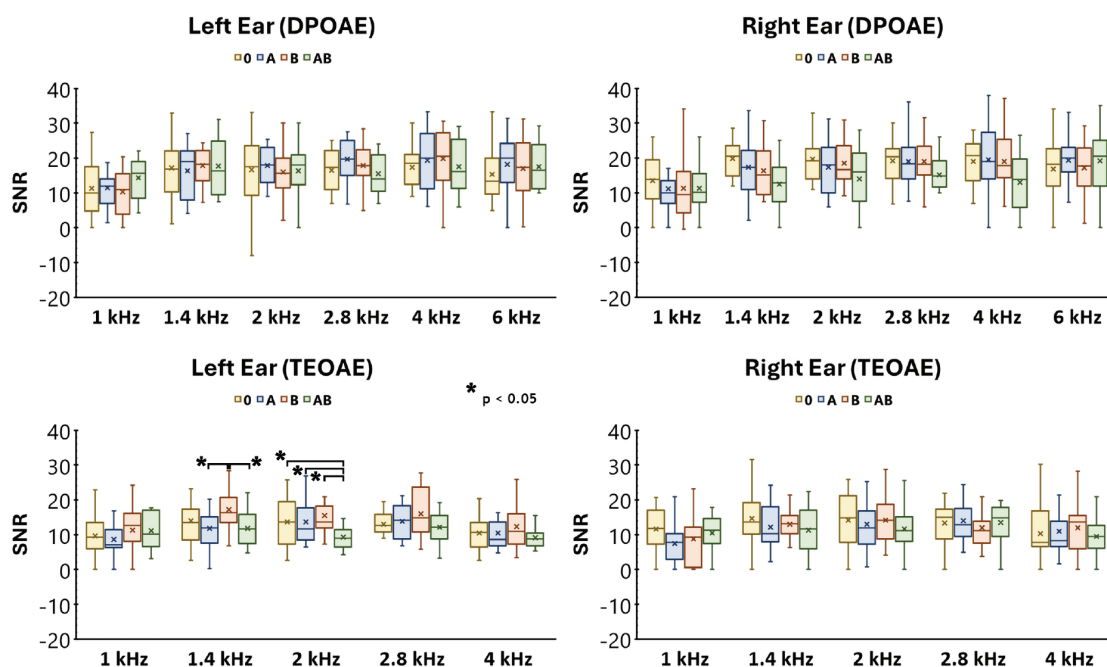 Left Ear (DPOAE)
0 A B AB
SNR
40
30
20
10
0
-10
-20
1 kHz 1.4 kHz 2 kHz 2.8 kHz 4 kHz 6 kHz
Right Ear (DPOAE)
0 A B AB
SNR
40
30
20
10
0
-10
-20
1 kHz 1.4 kHz 2 kHz 2.8 kHz 4 kHz 6 kHz
Left Ear (TEOAE)
0 A B AB
* p < 0.05
SNR
40
30
20
10
0
-10
-20
* *
* * *
1 kHz 1.4 kHz 2 kHz 2.8 kHz 4 kHz
Right Ear (TEOAE)
0 A B AB
SNR
40
30
20
10
0
-10
-20
1 kHz 1.4 kHz 2 kHz 2.8 kHz 4 kHz